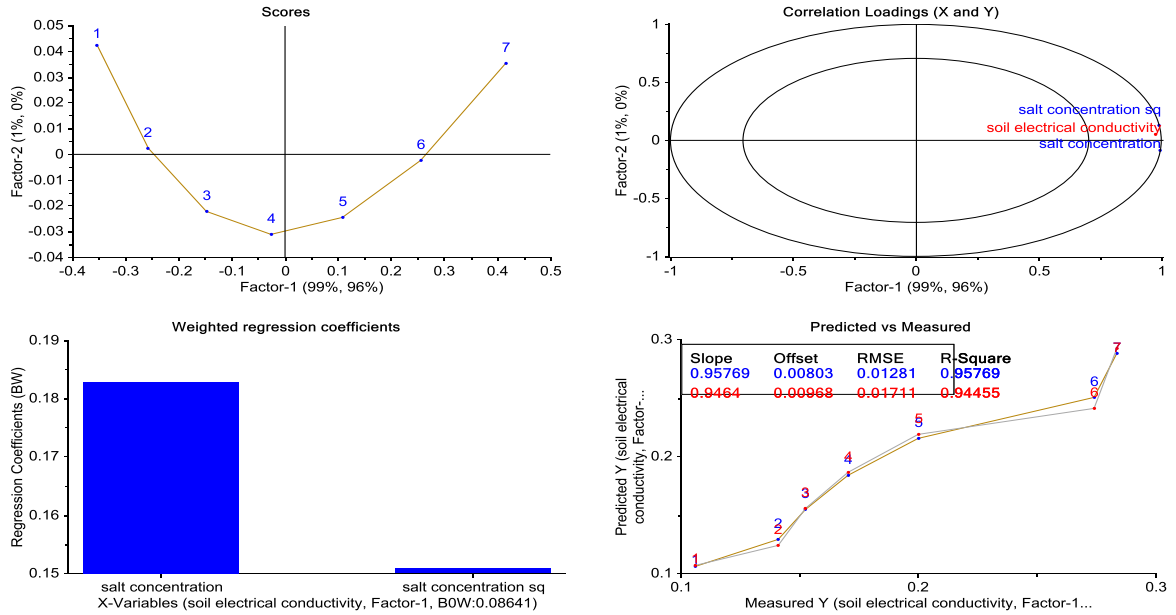 Scores
0.05
0.04
0.03
0.02
0.01
0
-0.01
-0.02
-0.03
-0.04
Factor-2 (1%, 0%)
1
2
3
4
5
6
7
-0.4
-0.3
-0.2
-0.1
0
0.1
0.2
0.3
0.4
0.5
Factor-1 (99%, 96%)
Correlation Loadings (X and Y)
1
0.5
0
-0.5
-1
Factor-2 (1%, 0%)
salt concentration sq
soil electrical conductivity
salt concentration
-1
-0.5
0
0.5
1
Factor-1 (99%, 96%)
Weighted regression coefficients
0.19
0.18
0.17
0.16
0.15
Regression Coefficients (BW)
salt concentration
salt concentration sq
X-Variables (soil electrical conductivity, Factor-1, B0W:0.08641)
Predicted vs Measured
0.3
0.2
0.1
Predicted Y (soil electrical
conductivity, Factor-...
Slope Offset RMSE R-Square
0.95769 0.00803 0.01281 0.95769
0.9464 0.00968 0.01711 0.94455
1
1
2
2
3
3
4
4
5
5
6
6
7
7
0.1
0.2
0.3
Measured Y (soil electrical conductivity, Factor-1...